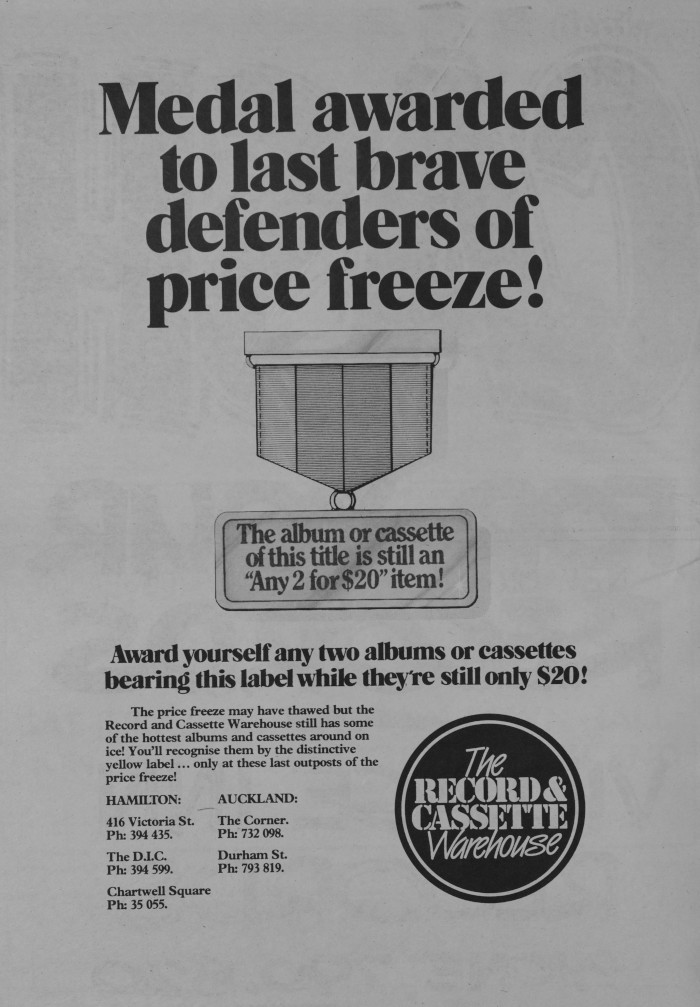 Medal awarded
to last brave
defenders of
price freeze!
The album or cassette
of this title is still an
“Any 2 for $20” item!
Award yourself any two albums or cassettes
bearing this label while they're still only $20!
The price freeze may have thawed but the
Record and Cassette Warehouse still has some
of the hottest albums and cassettes around on
ice! You'll recognise them by the distinctive
yellow label ... only at these last outposts of the
price freeze!
HAMILTON:
416 Victoria St.
Ph: 394 435.
The D.I.C.
Ph: 394 599.
Chartwell Square
Ph: 35 055.
AUCKLAND:
The Corner.
Ph: 732 098.
Durham St.
Ph: 793 819.
The
RECORD &
CASSETTE
Warehouse